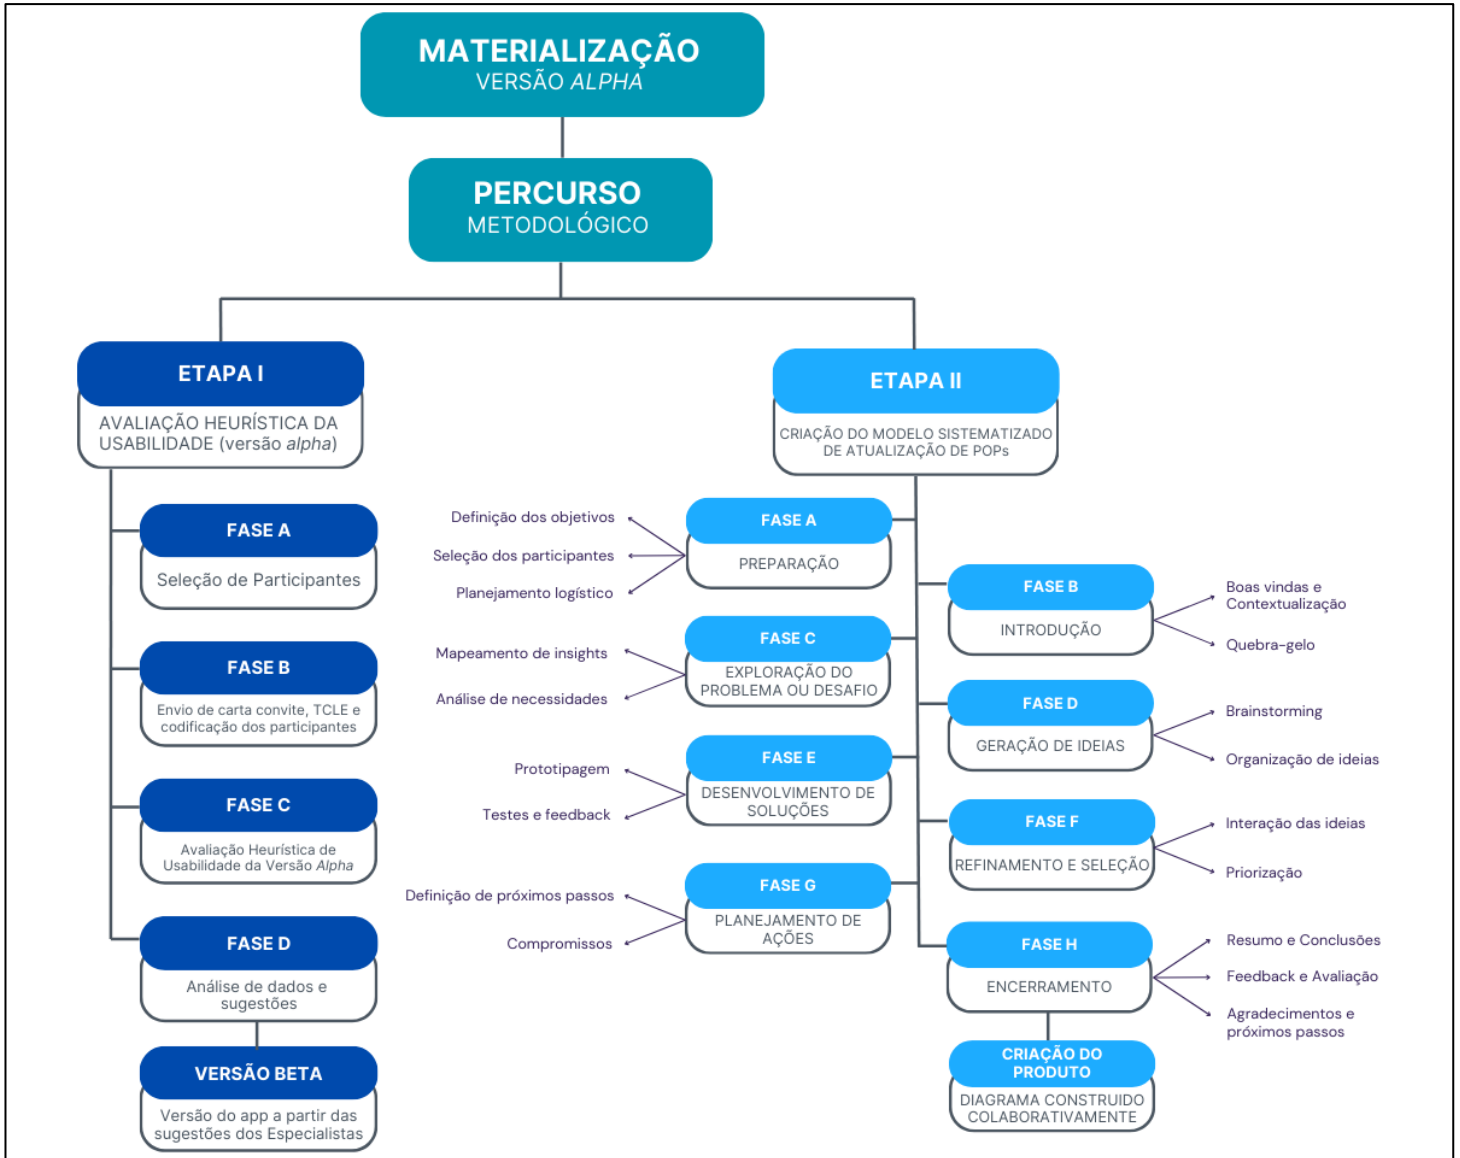 MATERIALIZAÇÃO
VERSÃO ALPHA
PERCURSO
METODOLÓGICO
ETAPA I
AVALIAÇÃO HEURÍSTICA DA
USABILIDADE (versão alpha)
FASE A
Seleção de Participantes
FASE B
Envio de carta convite, TCLE e
codificação dos participantes
FASE C
Avaliação Heurística de
Usabilidade da Versão Alpha
FASE D
Análise de dados e
sugestões
VERSÃO BETA
Versão do app a partir das
sugestões dos Especialistas
ETAPA II
CRIAÇÃO DO MODELO SISTEMATIZADO
DE ATUALIZAÇÃO DE POPs
FASE A
PREPARAÇÃO
Definição dos objetivos
Seleção dos participantes
Planejamento logístico
FASE B
INTRODUÇÃO
Boas vindas e
Contextualização
Quebra-gelo
FASE C
EXPLORAÇÃO DO
PROBLEMA OU DESAFIO
Mapeamento de insights
Análise de necessidades
FASE D
GERAÇÃO DE IDEIAS
Brainstorming
Organização de ideias
FASE E
DESENVOLVIMENTO DE
SOLUÇÕES
Prototipagem
Testes e feedback
FASE F
REFINAMENTO E SELEÇÃO
Interação das ideias
Priorização
FASE G
PLANEJAMENTO DE
AÇÕES
Definição de próximos passos
Compromissos
FASE H
ENCERRAMENTO
Resumo e Conclusões
Feedback e Avaliação
Agradecimentos e
próximos passos
CRIAÇÃO DO
PRODUTO
DIAGRAMA CONSTRUIDO
COLABORATIVAMENTE